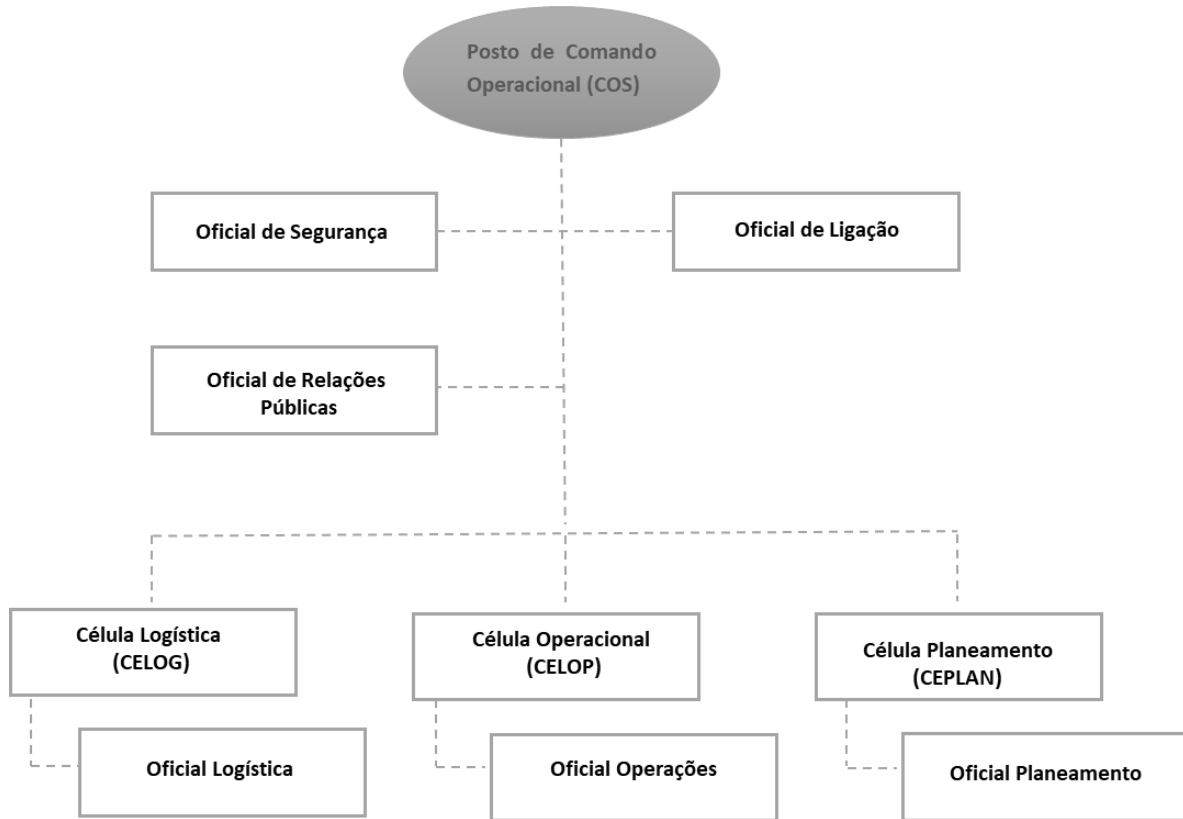 Posto de Comando
Operacional (COS)
Oficial de Segurança
Oficial de Ligação
Oficial de Relações
Públicas
Célula Logística
(CELOG)
Célula Operacional
(CELOP)
Célula Planeamento
(CEPLAN)
Oficial Logística
Oficial Operações
Oficial Planeamento